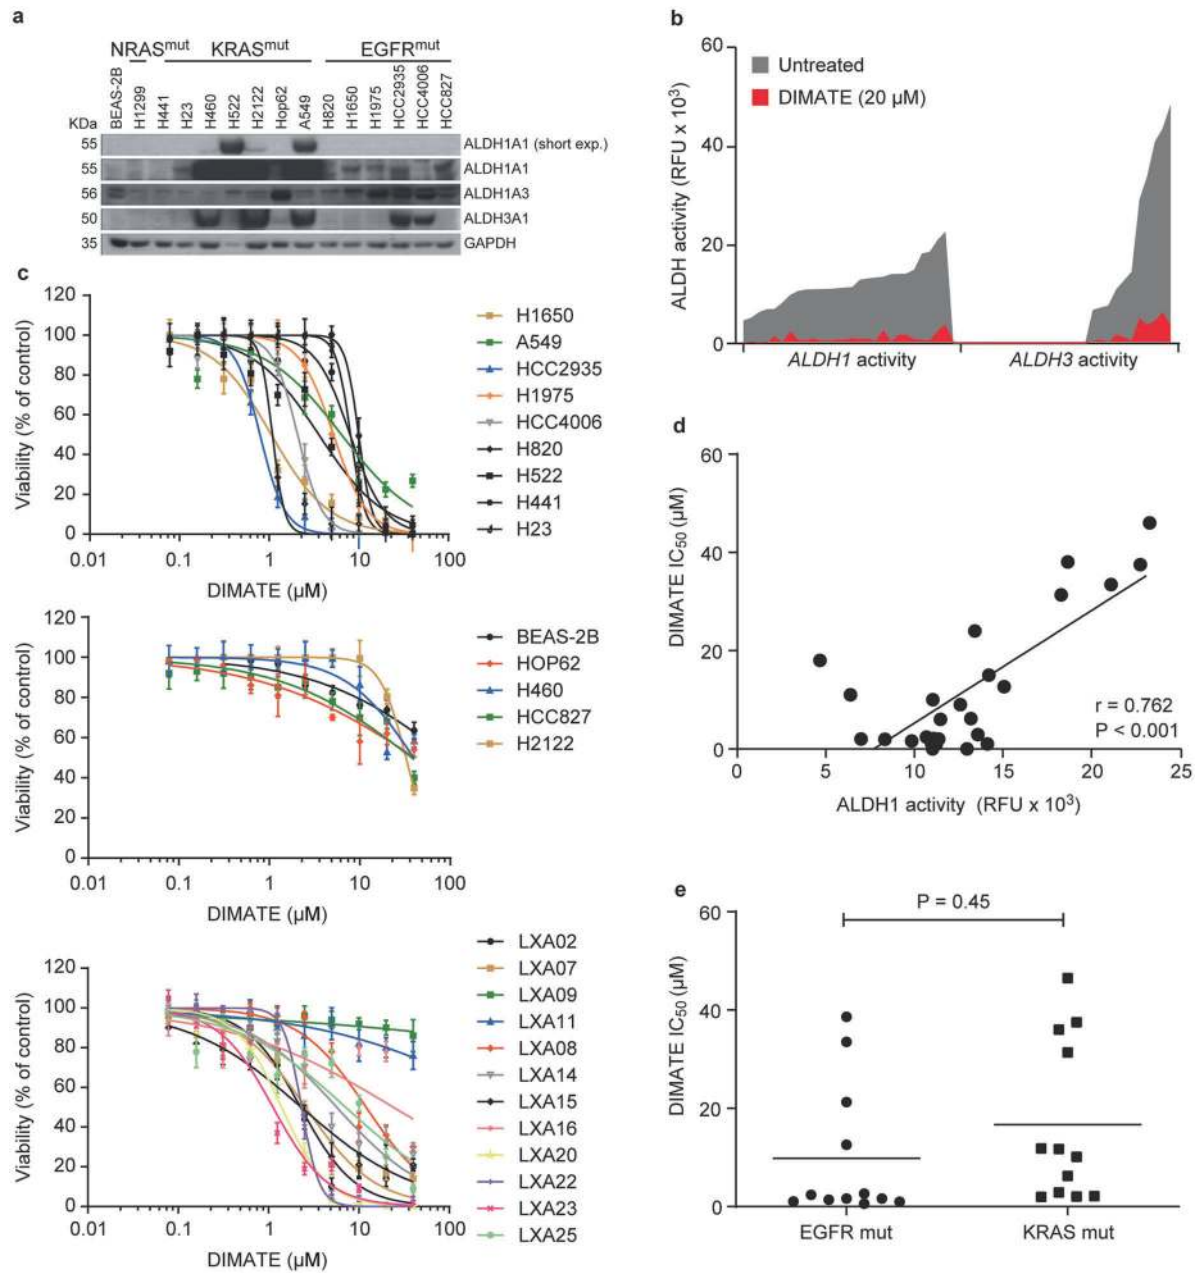 a
NRASmut KRASmut EGFRmut
KDa
BEAS-2B
H1299
H441
H23
H460
H522
H2122
Hop62
A549
H820
H1650
H1975
HCC2935
HCC4006
HCC827
55 ALDH1A1 (short exp.)
55 ALDH1A1
56 ALDH1A3
50 ALDH3A1
35 GAPDH
b
60
40
20
0
ALDH activity (RFU x 10³)
Untreated
DIMATE (20 µM)
ALDH1 activity ALDH3 activity
c
120
100
80
60
40
20
0
Viability (% of control)
0.01 0.1 1 10 100
DIMATE (µM)
H1650
A549
HCC2935
H1975
HCC4006
H820
H522
H441
H23
120
100
80
60
40
20
0
Viability (% of control)
0.01 0.1 1 10 100
DIMATE (µM)
BEAS-2B
HOP62
H460
HCC827
H2122
120
100
80
60
40
20
0
Viability (% of control)
0.01 0.1 1 10 100
DIMATE (µM)
LXA02
LXA07
LXA09
LXA11
LXA08
LXA14
LXA15
LXA16
LXA20
LXA22
LXA23
LXA25
d
60
40
20
0
DIMATE IC₅₀ (µM)
r = 0.762
P < 0.001
0 5 10 15 20 25
ALDH1 activity (RFU x 10³)
e
P = 0.45
60
40
20
0
DIMATE IC₅₀ (µM)
EGFR mut KRAS mut